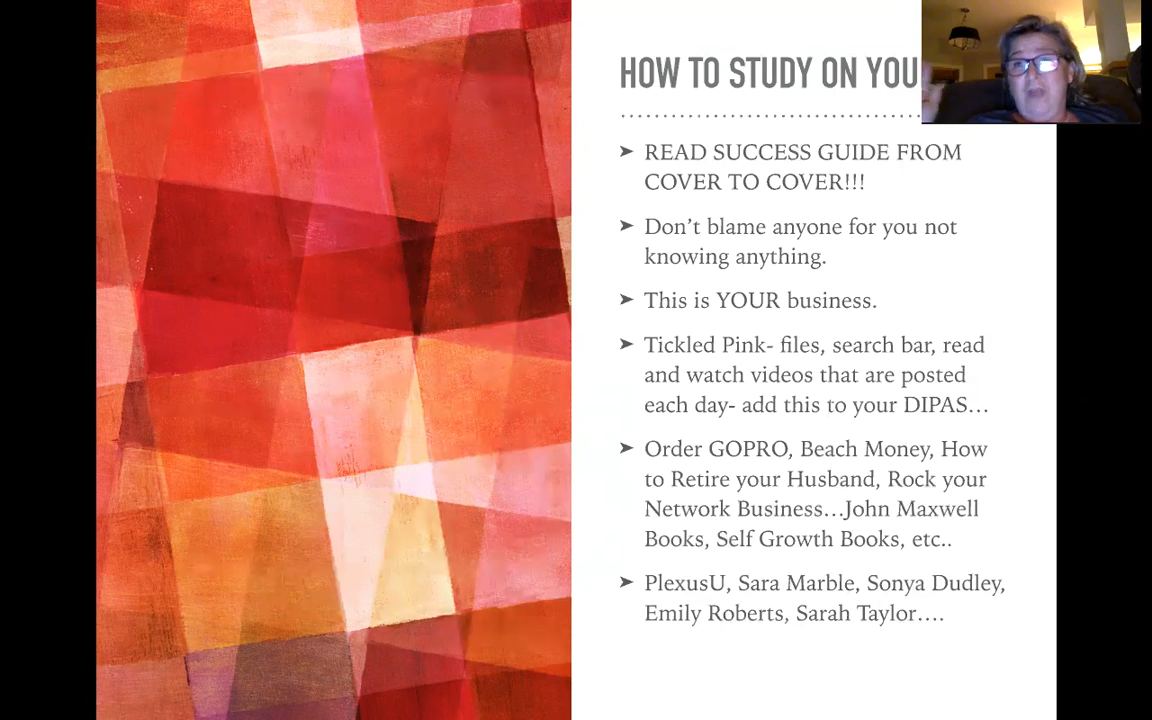 HOW TO STUDY ON YOU
➤ READ SUCCESS GUIDE FROM
COVER TO COVER!!!
➤ Don’t blame anyone for you not
knowing anything.
➤ This is YOUR business.
➤ Tickled Pink- files, search bar, read
and watch videos that are posted
each day- add this to your DIPAS…
➤ Order GOPRO, Beach Money, How
to Retire your Husband, Rock your
Network Business…John Maxwell
Books, Self Growth Books, etc..
➤ PlexusU, Sara Marble, Sonya Dudley,
Emily Roberts, Sarah Taylor….